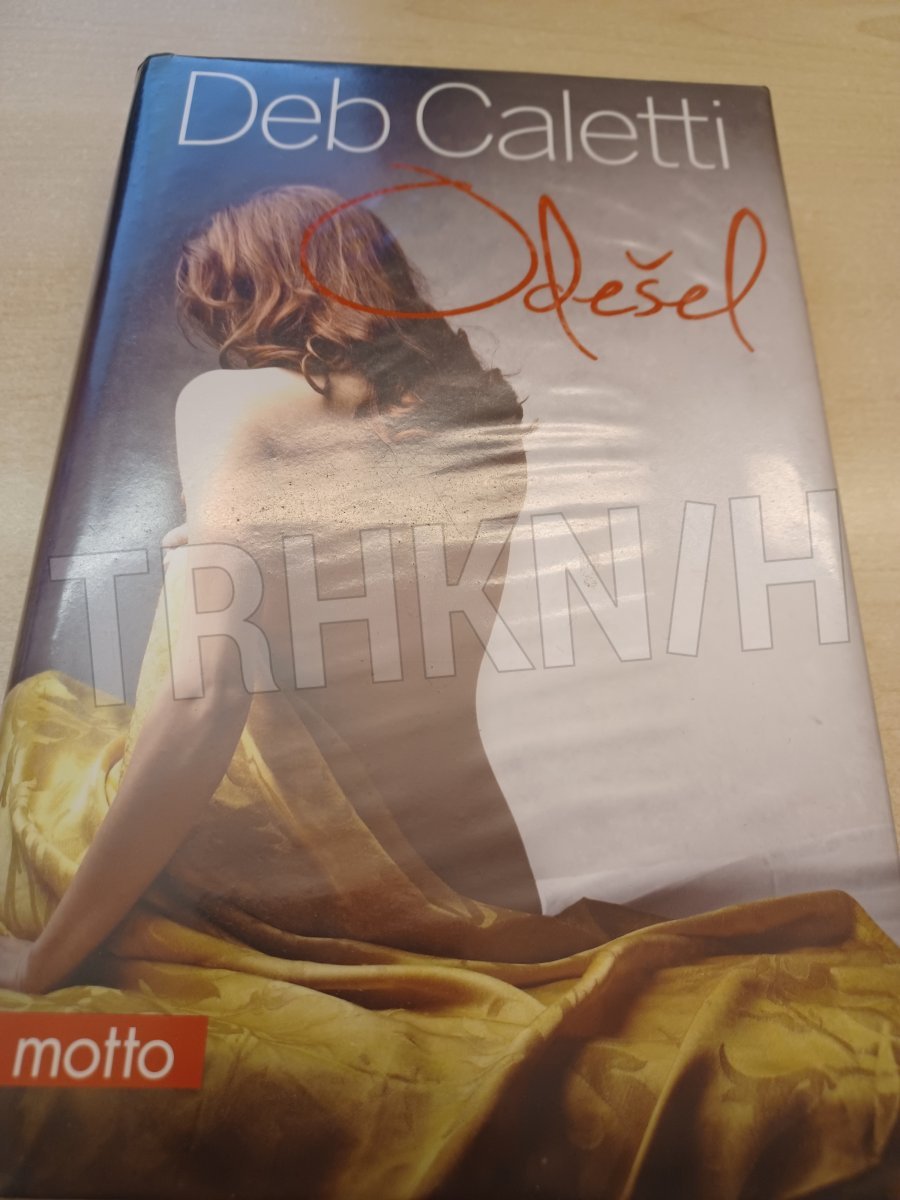 Deb Caletti
Odešel
TRHKNIH
motto